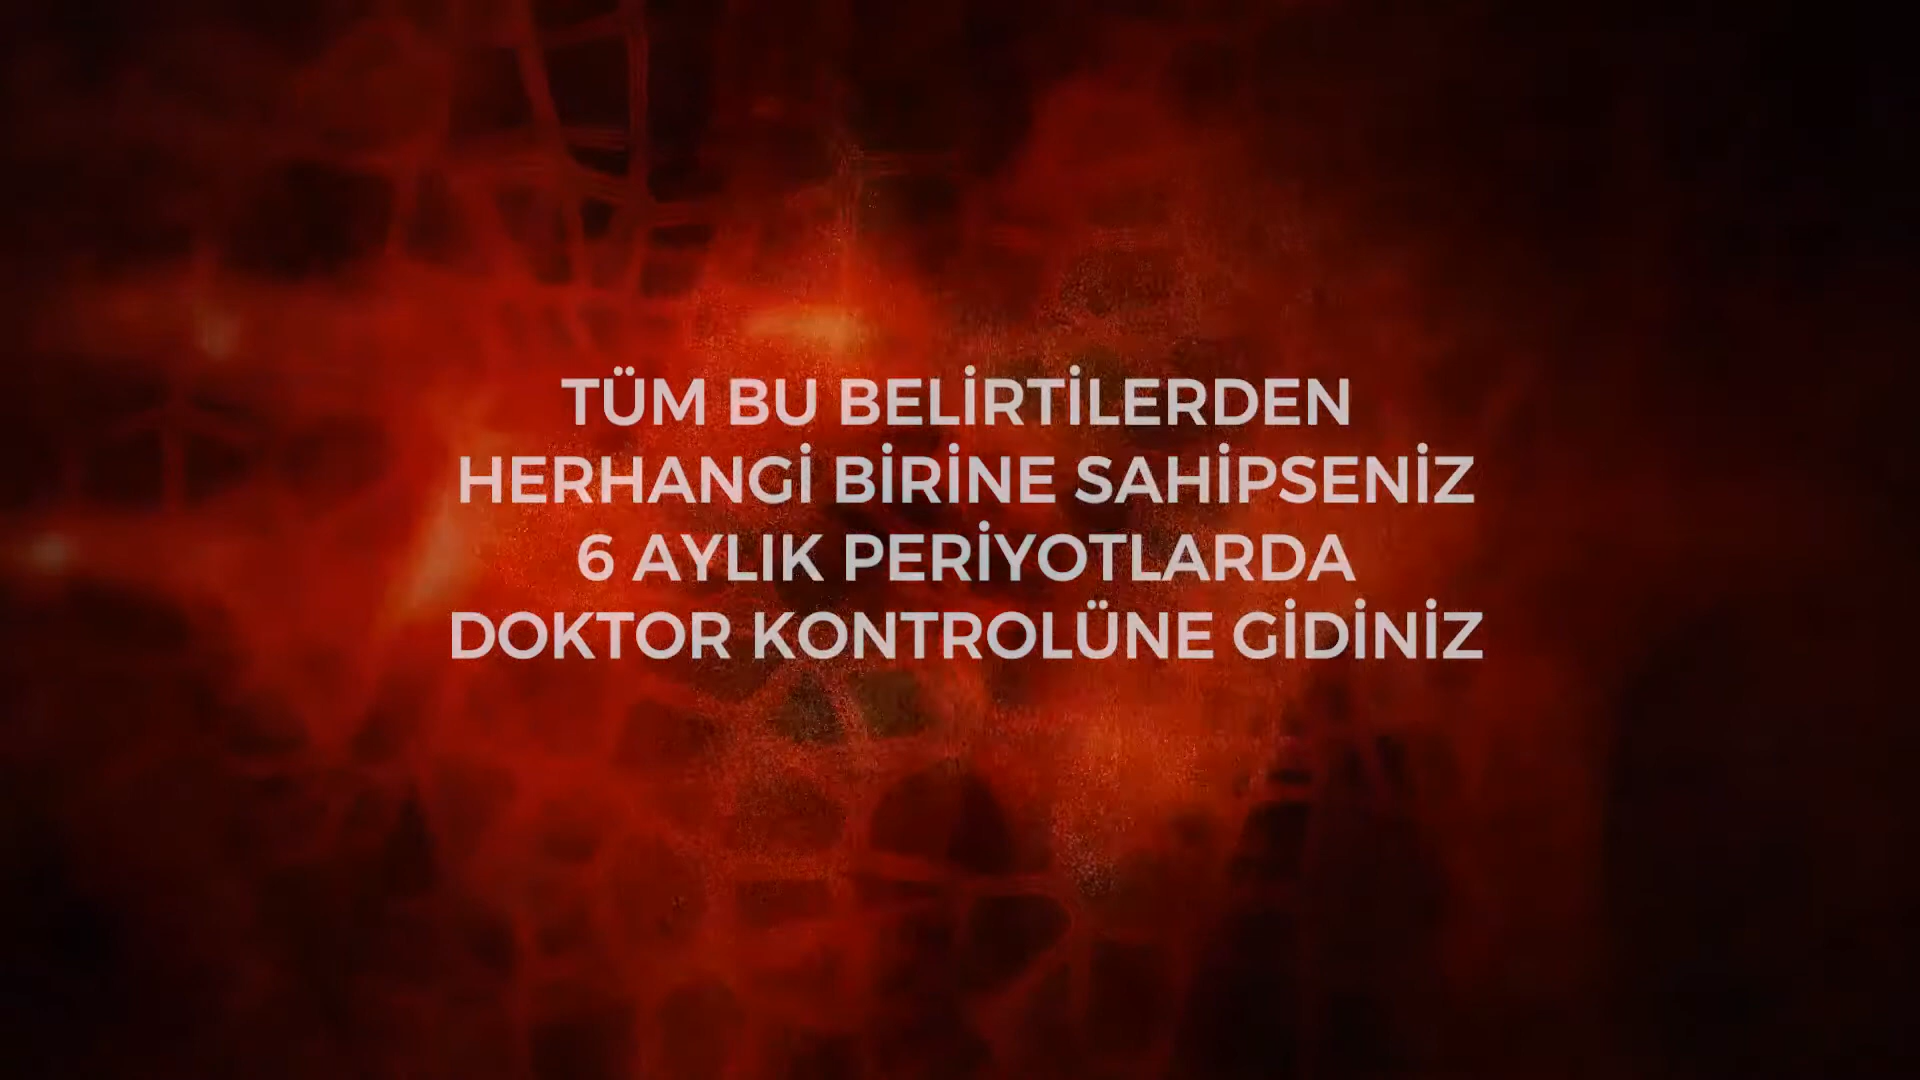 TÜM BU BELİRTİLERDEN
HERHANGİ BİRİNE SAHİPSENİZ
6 AYLIK PERİYOTLARDA
DOKTOR KONTROLÜNE GİDİNİZ